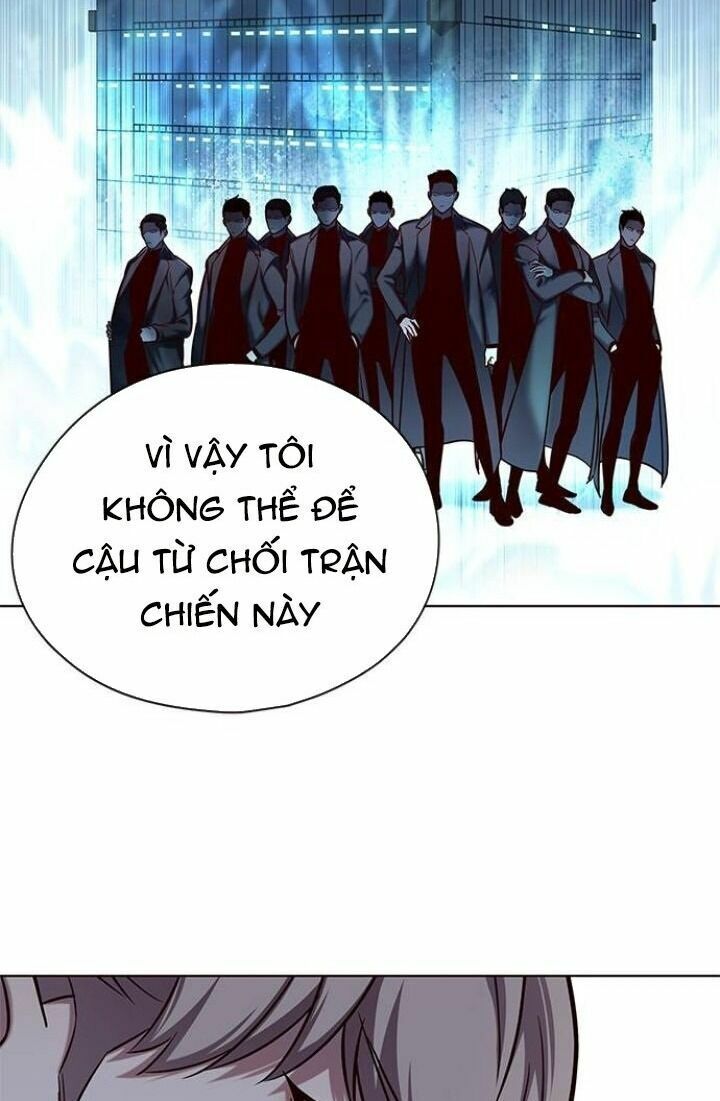 VÌ VẬY TÔI
KHÔNG THỂ ĐỂ
CẬU TỪ CHỐI TRẬN
CHIẾN NÀY